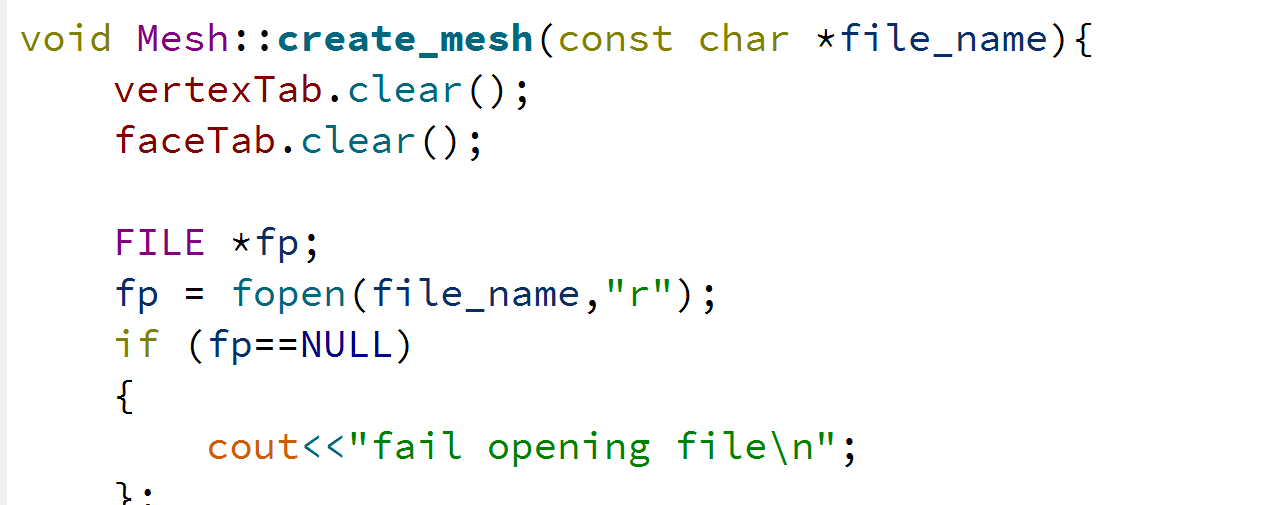 void Mesh::create_mesh(const char *file_name){
    vertexTab.clear();
    faceTab.clear();

    FILE *fp;
    fp = fopen(file_name,"r");
    if (fp==NULL)
    {
        cout<<"fail opening file\n";
    };